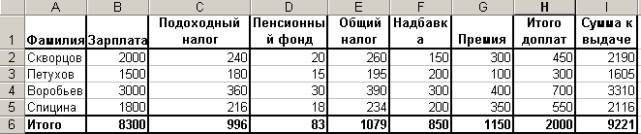 A B C D E F G H I
1 Фамилия Зарплата Подоходный налог Пенсионный фонд Общий налог Надбавка Премия Итого доплат Сумма к выдаче
2 Скворцов 2000 240 20 260 150 300 450 2190
3 Петухов 1500 180 15 195 200 100 300 1605
4 Воробьев 3000 360 30 390 300 400 700 3310
5 Спицина 1800 216 18 234 200 350 550 2116
6 Итого 8300 996 83 1079 850 1150 2000 9221